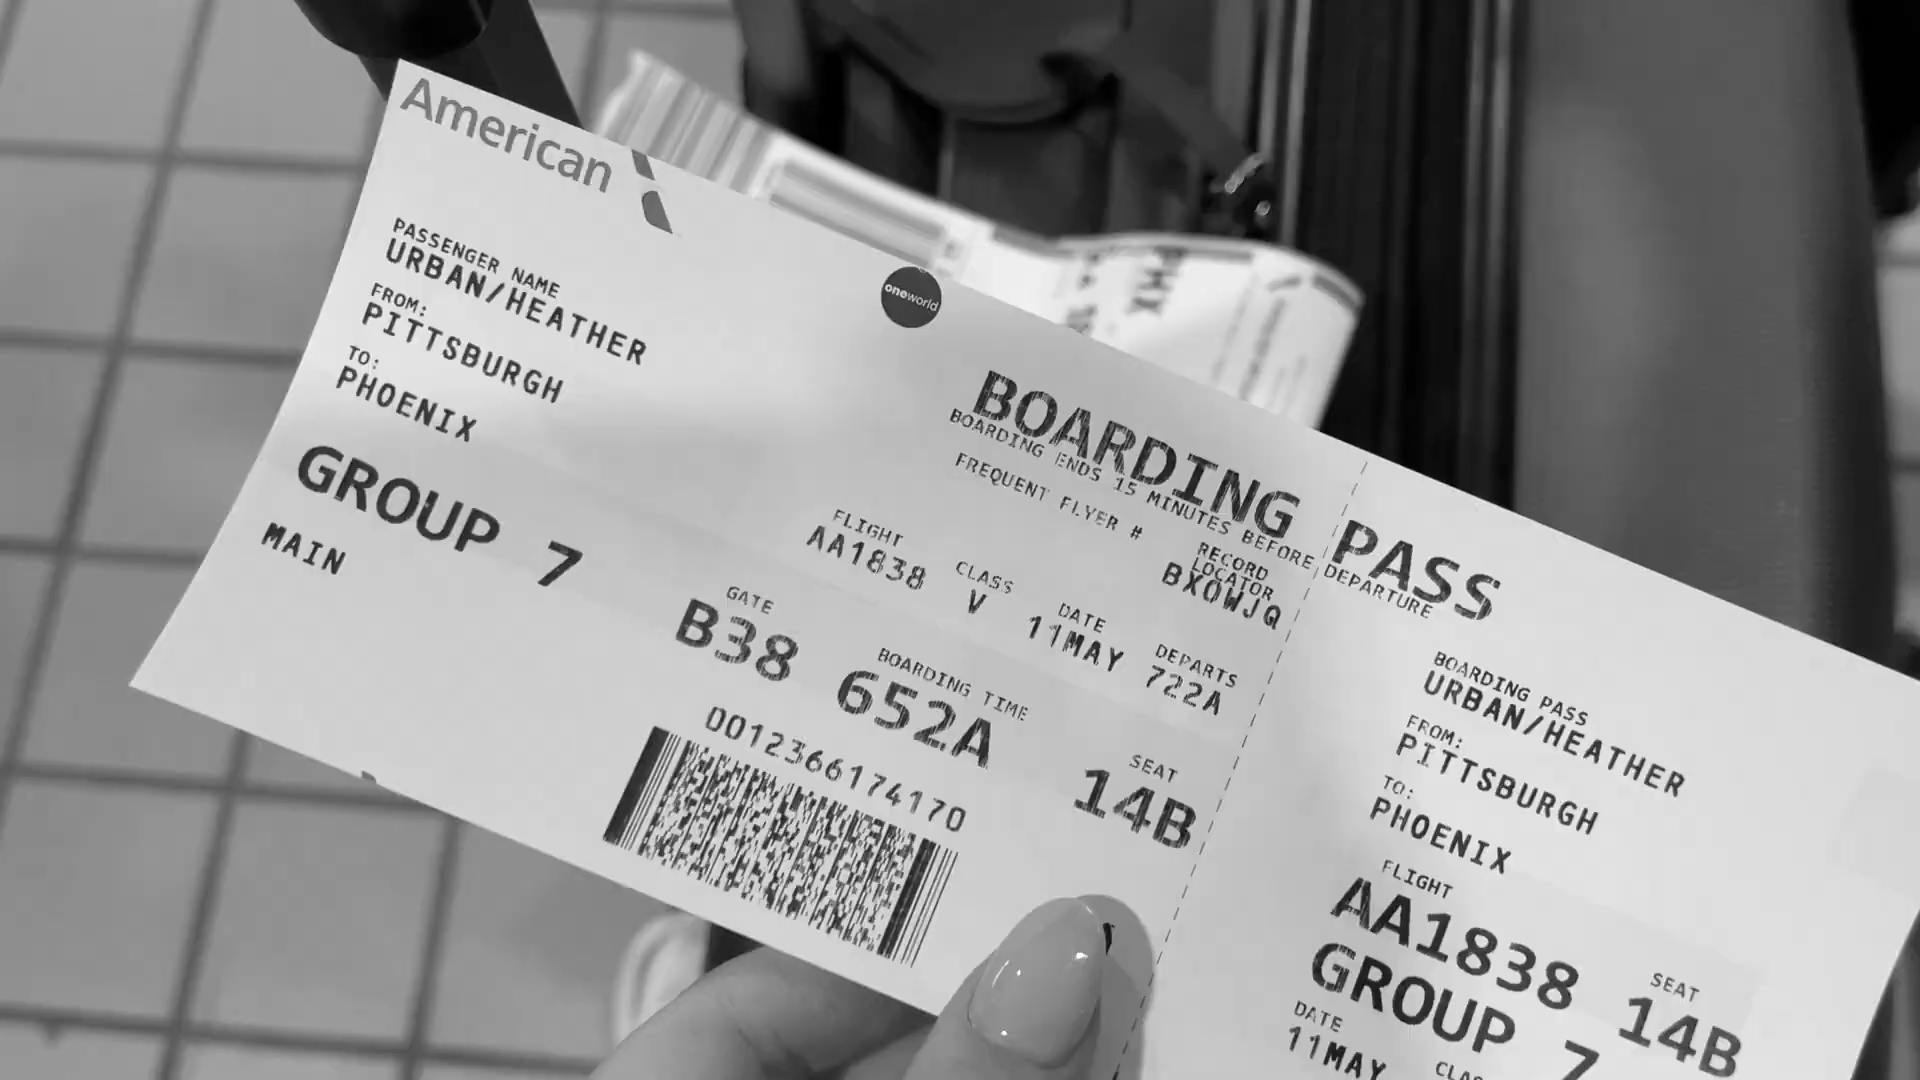 American
oneworld
PASSENGER NAME
URBAN/HEATHER
FROM:
PITTSBURGH
TO:
PHOENIX
GROUP 7
MAIN
BOARDING PASS
BOARDING ENDS 15 MINUTES BEFORE DEPARTURE
FREQUENT FLYER #
RECORD
LOCATOR
BXOWJQ
FLIGHT
AA1838
CLASS
V
DATE
11MAY
DEPARTS
722A
GATE
B38
BOARDING TIME
652A
SEAT
14B
D012366174170
BOARDING PASS
URBAN/HEATHER
FROM:
PITTSBURGH
TO:
PHOENIX
FLIGHT
AA1838
SEAT
14B
GROUP 7
DATE
11MAY
PHX